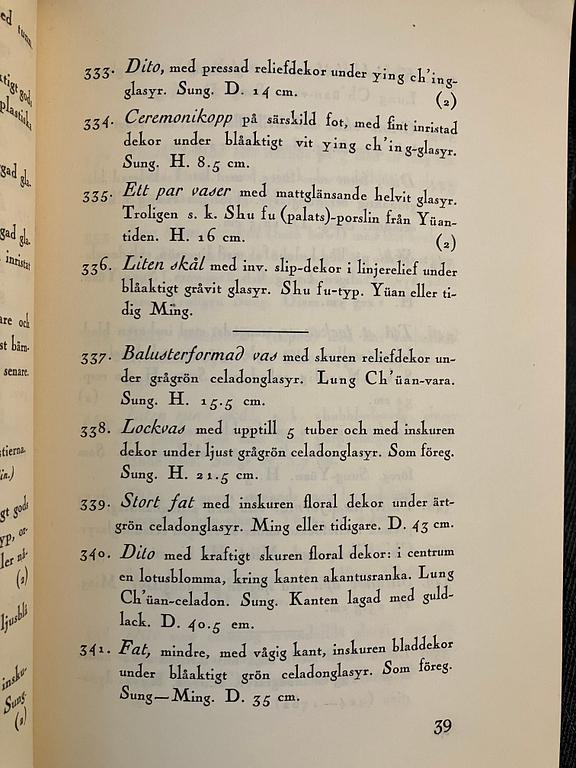 333. Dito, med pressad reliefdekor under ying ch'ing-
glasyr. Sung. D. 14 cm. (2)
334. Ceremonikopp på särskild fot, med fint inristad
dekor under blåaktigt vit ying ch'ing-glasyr.
Sung. H. 8.5 cm.
335. Ett par vaser med mattglänsande helvit glasyr.
Troligen s. k. Shu fu (palats)-porslin från Yüan-
tiden. H. 16 cm. (2)
336. Liten skål med inv. slip-dekor i linjerelief under
blåaktigt gråvit glasyr. Shu fu-typ. Yüan eller ti-
dig Ming.
337. Balusterformad vas med skuren reliefdekor un-
der grågrön celadonglasyr. Lung Ch'üan-vara.
Sung. H. 15.5 cm.
338. Lockvas med upptill 5 tuber och med inskuren
dekor under ljust grågrön celadonglasyr. Som föreg.
Sung. H. 21.5 cm.
339. Stort fat med inskuren floral dekor under ärt-
grön celadonglasyr. Ming eller tidigare. D. 43 cm.
340. Dito med kraftigt skuren floral dekor: i centrum
en lotusblomma, kring kanten akantusranka. Lung
Ch'üan-celadon. Sung. Kanten lagad med guld-
lack. D. 40.5 em.
341. Fat, mindre, med vågig kant, inskuren bladdekor
under blåaktigt grön celadonglasyr. Som föreg.
Sung—Ming. D. 35 cm.
39